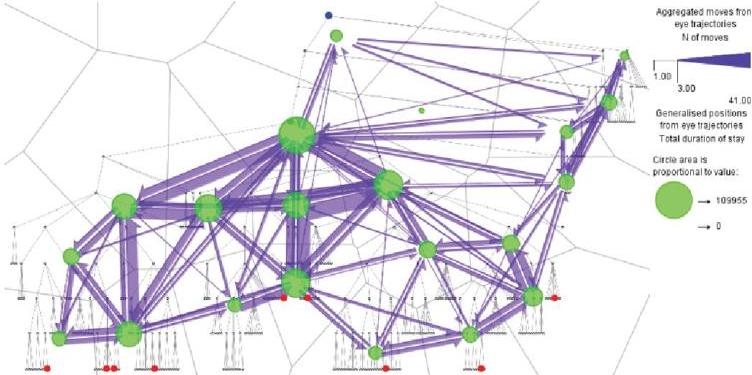 Aggregated moves from
eye trajectories
N of moves
1.00
3.00
41.00
Generalised positions
from eye trajectories
Total duration of stay
Circle area is
proportional to value:
109955
0